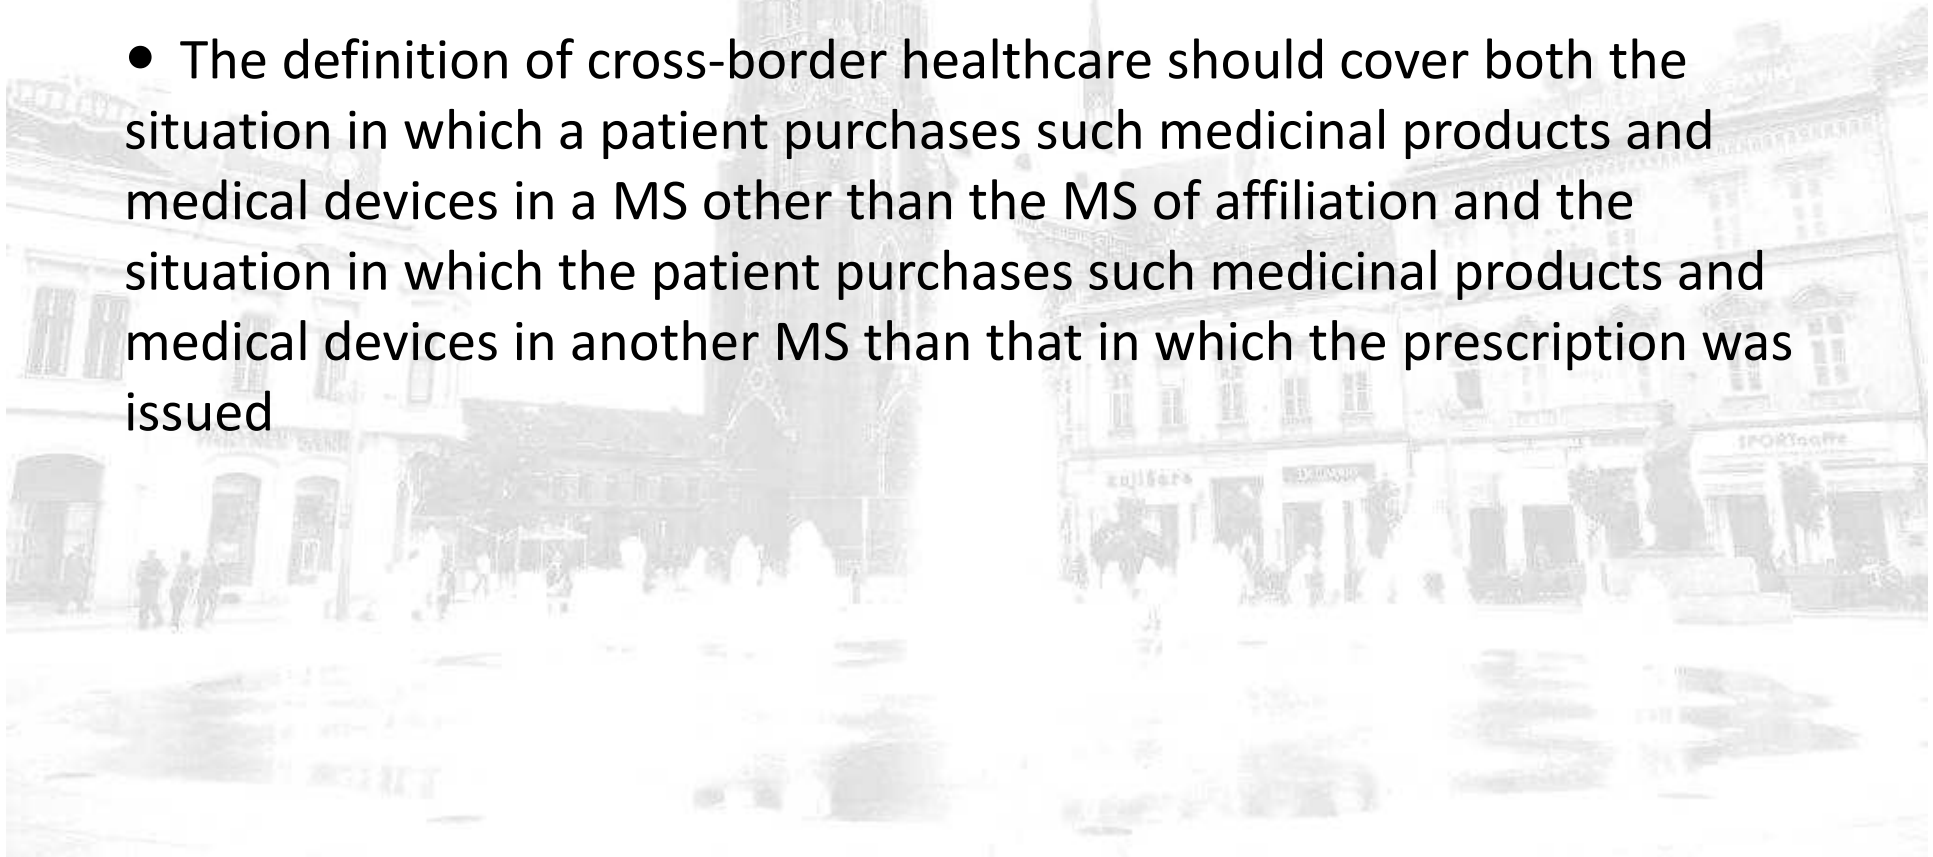 • The definition of cross-border healthcare should cover both the
situation in which a patient purchases such medicinal products and
medical devices in a MS other than the MS of affiliation and the
situation in which the patient purchases such medicinal products and
medical devices in another MS than that in which the prescription was
issued